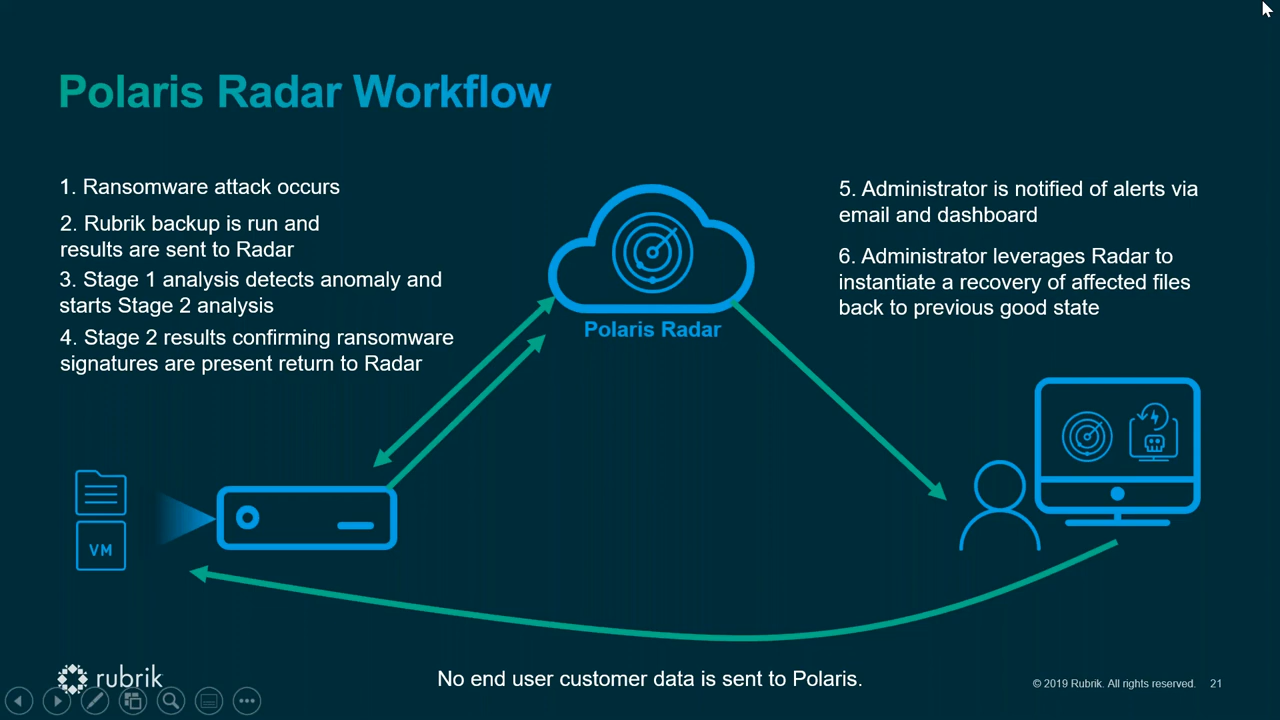 Polaris Radar Workflow
1. Ransomware attack occurs
2. Rubrik backup is run and
results are sent to Radar
3. Stage 1 analysis detects anomaly and
starts Stage 2 analysis
4. Stage 2 results confirming ransomware
signatures are present return to Radar
Polaris Radar
5. Administrator is notified of alerts via
email and dashboard
6. Administrator leverages Radar to
instantiate a recovery of affected files
back to previous good state
VM
rubrik
No end user customer data is sent to Polaris.
© 2019 Rubrik. All rights reserved. 21